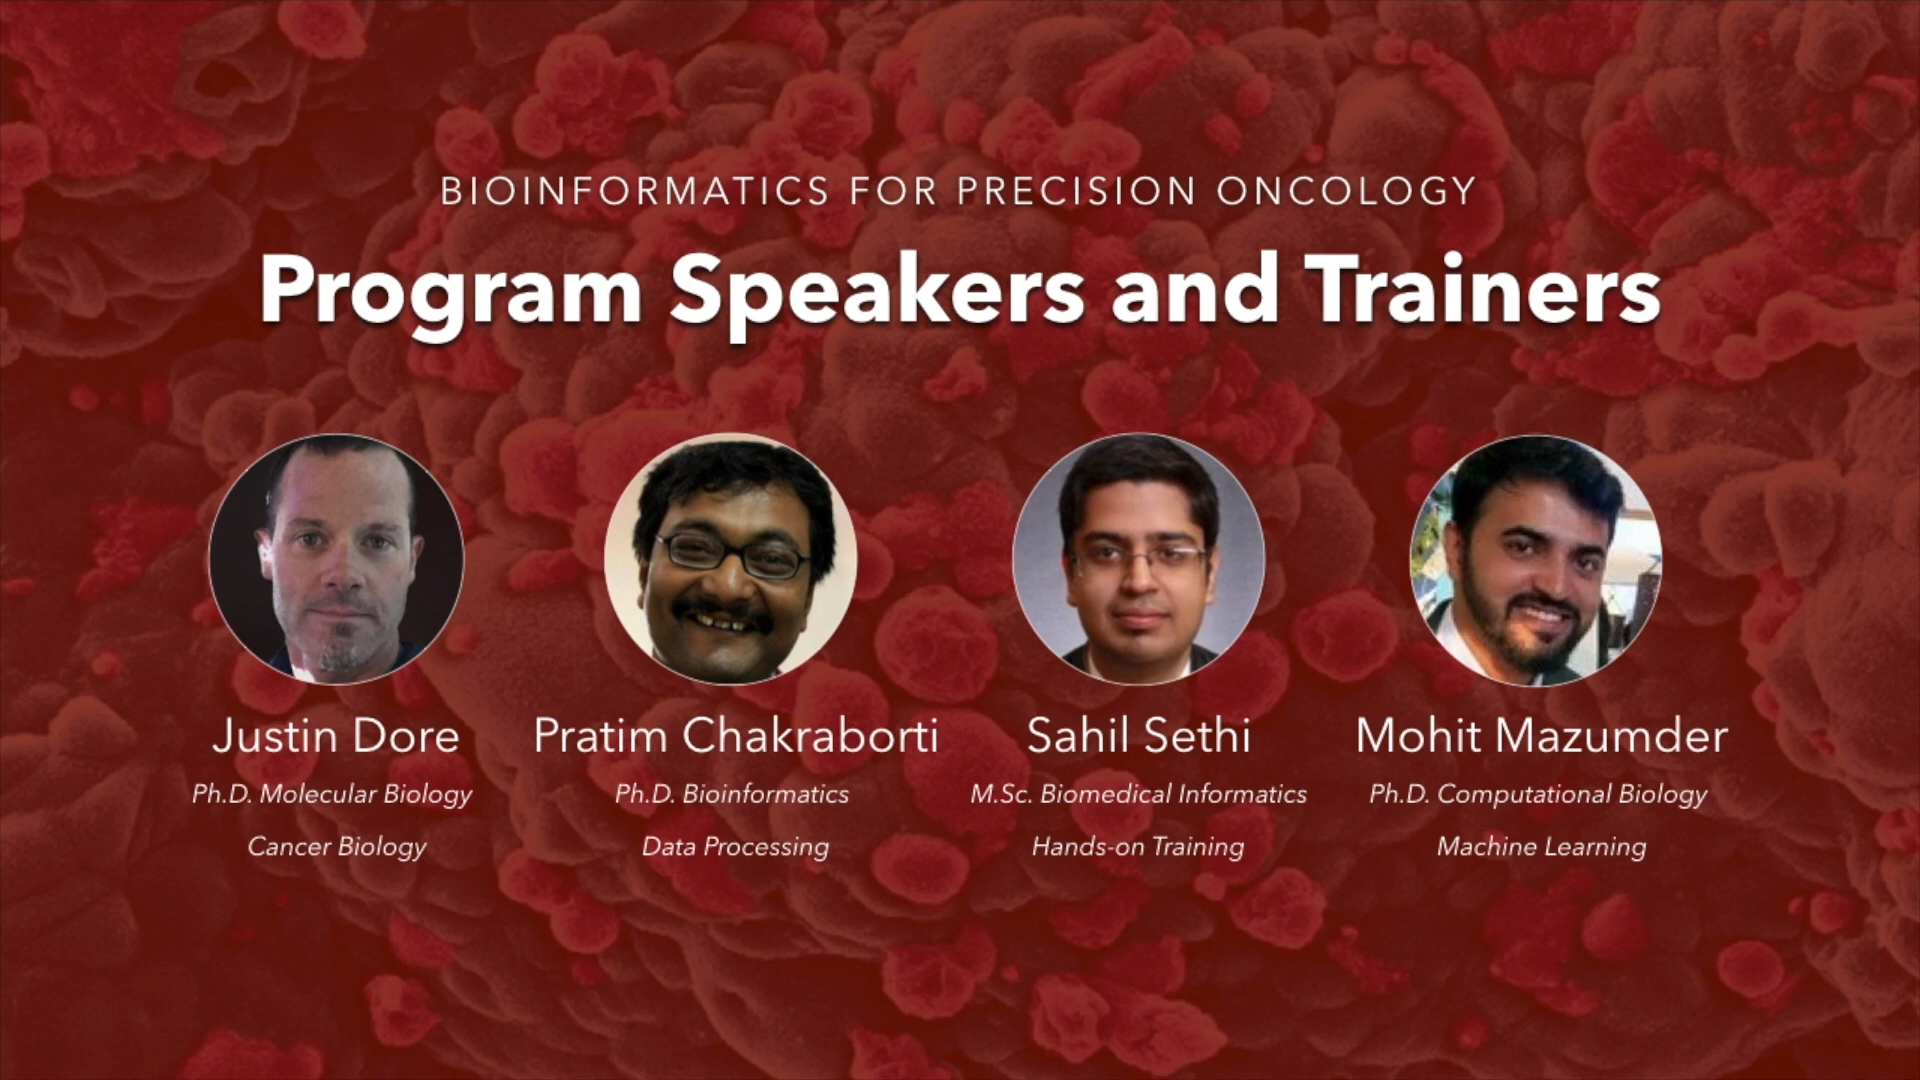 BIOINFORMATICS FOR PRECISION ONCOLOGY
Program Speakers and Trainers
Justin Dore
Ph.D. Molecular Biology
Cancer Biology
Pratim Chakraborti
Ph.D. Bioinformatics
Data Processing
Sahil Sethi
M.Sc. Biomedical Informatics
Hands-on Training
Mohit Mazumder
Ph.D. Computational Biology
Machine Learning